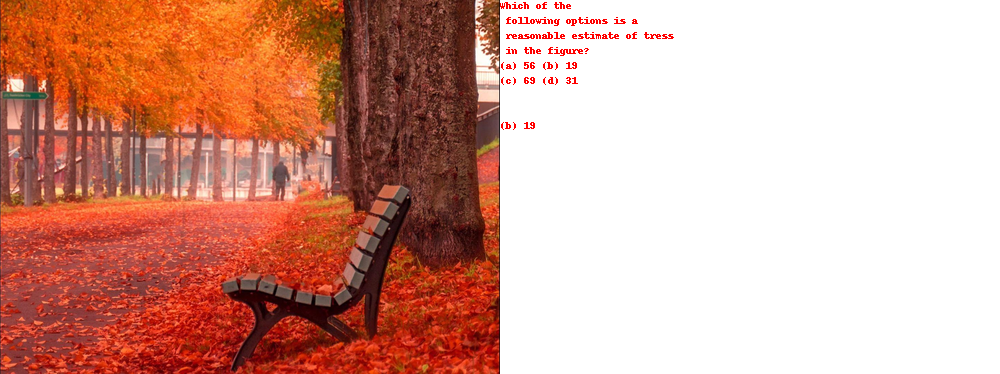 Which of the
following options is a
reasonable estimate of tress
in the figure?
(a) 56 (b) 19
(c) 69 (d) 31
(b) 19